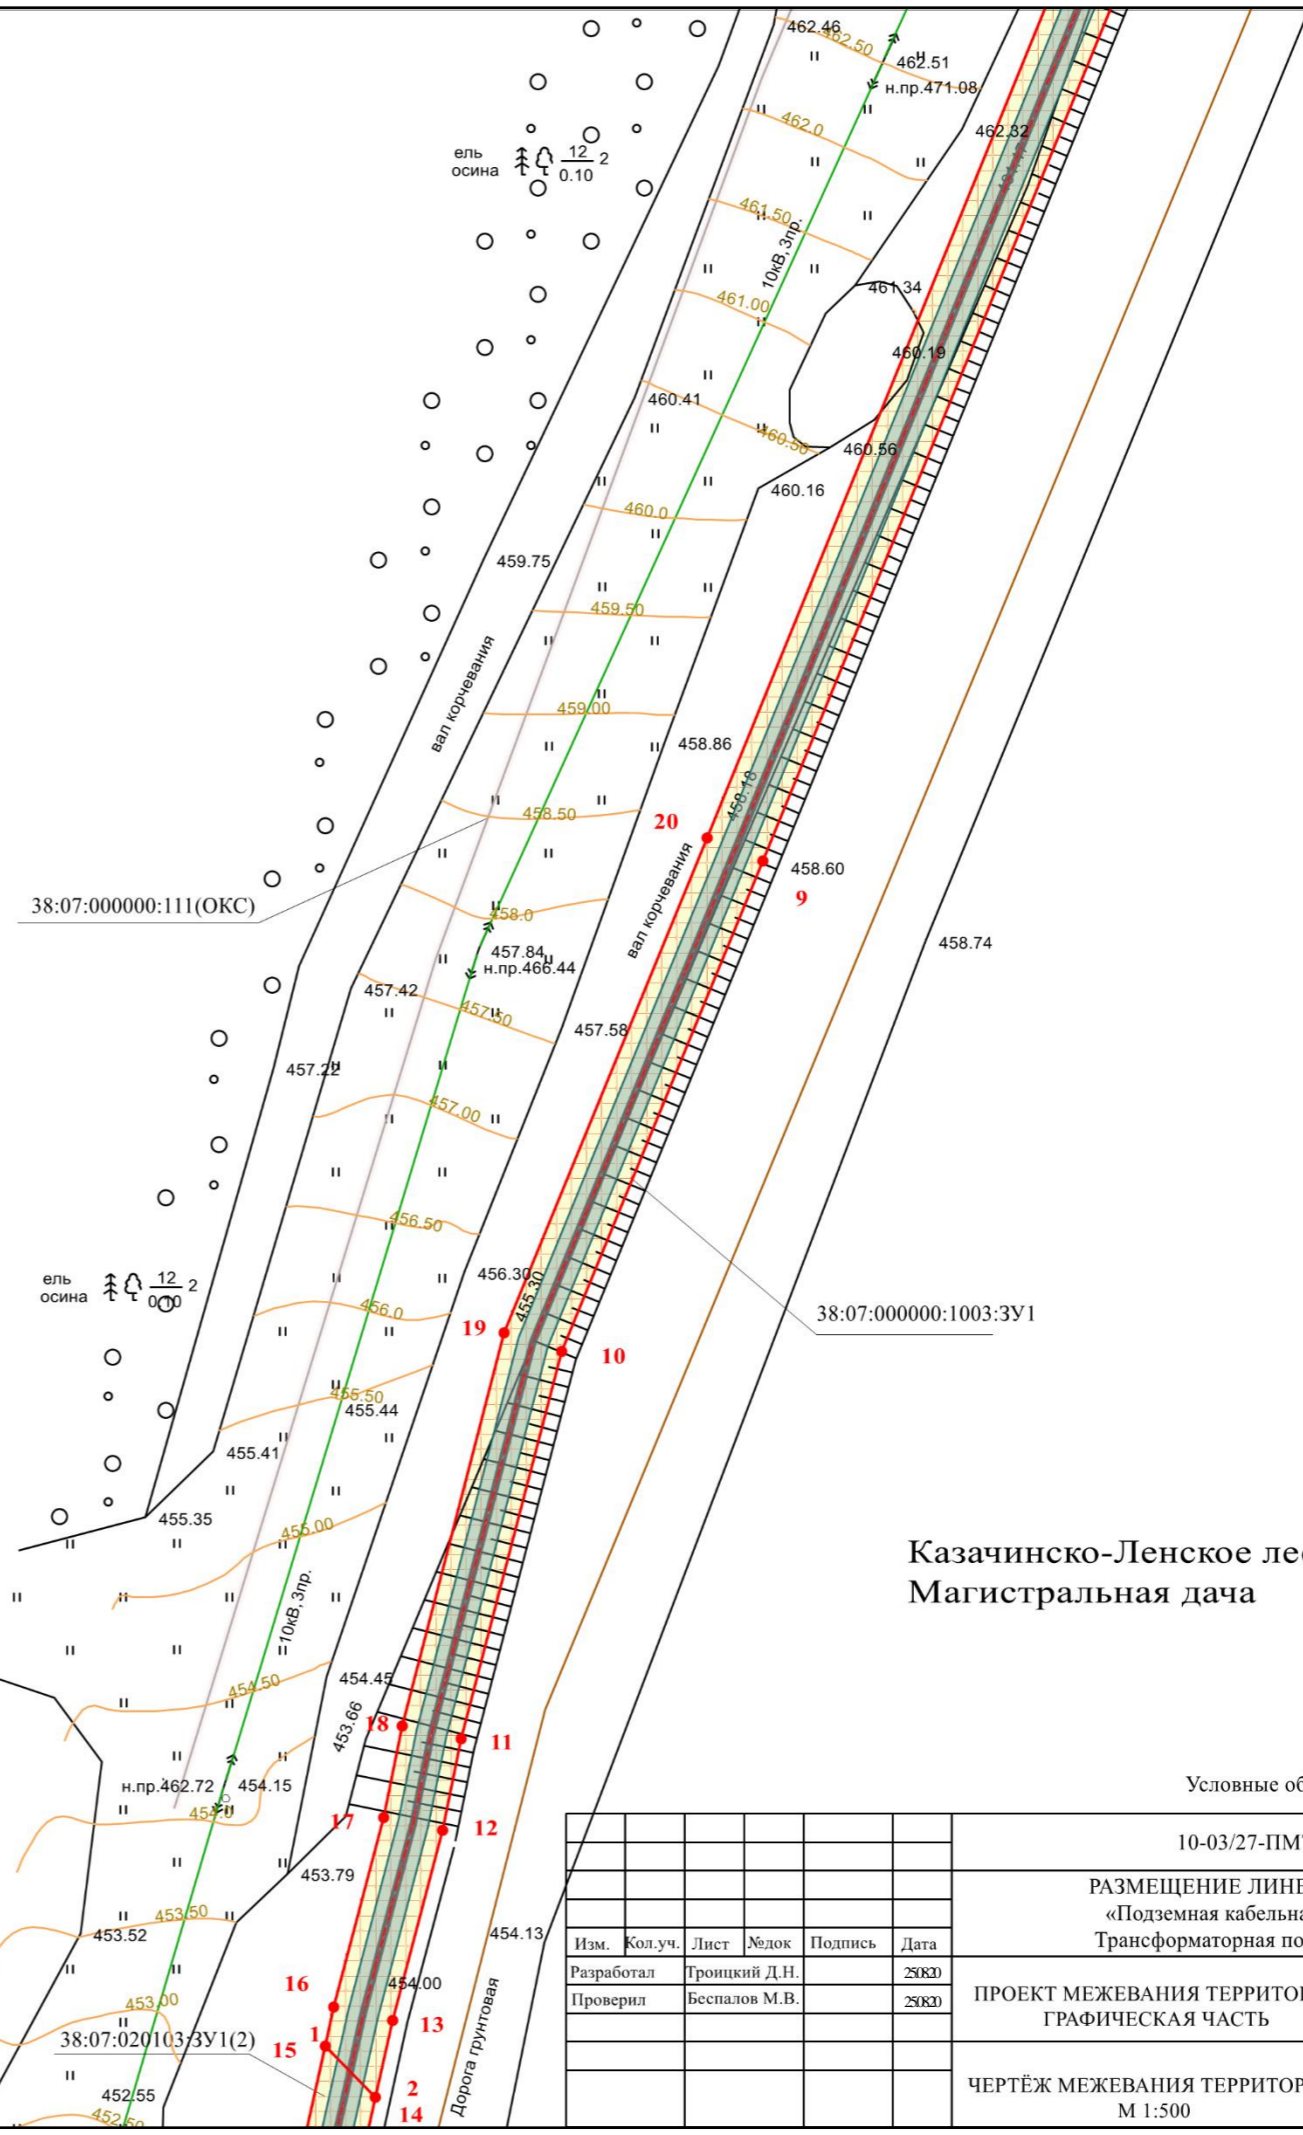 462.46
462.50
462.51
н.пр.471.08
462.0
462.32
ель
осина
12
0.10
2
461.50
10кВ,3пр.
461.00
461.34
460.19
460.41
460.50
460.56
460.16
460.0
459.75
459.50
вал корчевания
459.00
458.86
458.18
458.50
20
458.60
9
вал корчевания
38:07:000000:111(ОКС)
458.0
458.74
457.84
н.пр.466.44
457.42
457.50
457.58
457.22
457.00
456.50
456.30
455.30
ель
осина
12
0.10
2
456.0
38:07:000000:1003:ЗУ1
19
10
455.50
455.44
455.41
455.35
455.00
Казачинско-Ленское лес
Магистральная дача
10кВ,3пр.
454.50
454.45
453.66
18
11
н.пр.462.72
454.15
Условные об
454.0
17
12
10-03/27-ПМ
453.79
РАЗМЕЩЕНИЕ ЛИНЕ
«Подземная кабельна
Трансформаторная по
453.50
453.52
454.13
Изм. Кол.уч. Лист №док Подпись Дата
Разработал Троицкий Д.Н. 250820
Проверил Беспалов М.В. 250820
ПРОЕКТ МЕЖЕВАНИЯ ТЕРРИТОР
ГРАФИЧЕСКАЯ ЧАСТЬ
454.00
16
453.00
13
38:07:020103:ЗУ1(2)
1
15
Дорога грунтовая
452.55
2
14
452.50
ЧЕРТЁЖ МЕЖЕВАНИЯ ТЕРРИТОР
М 1:500